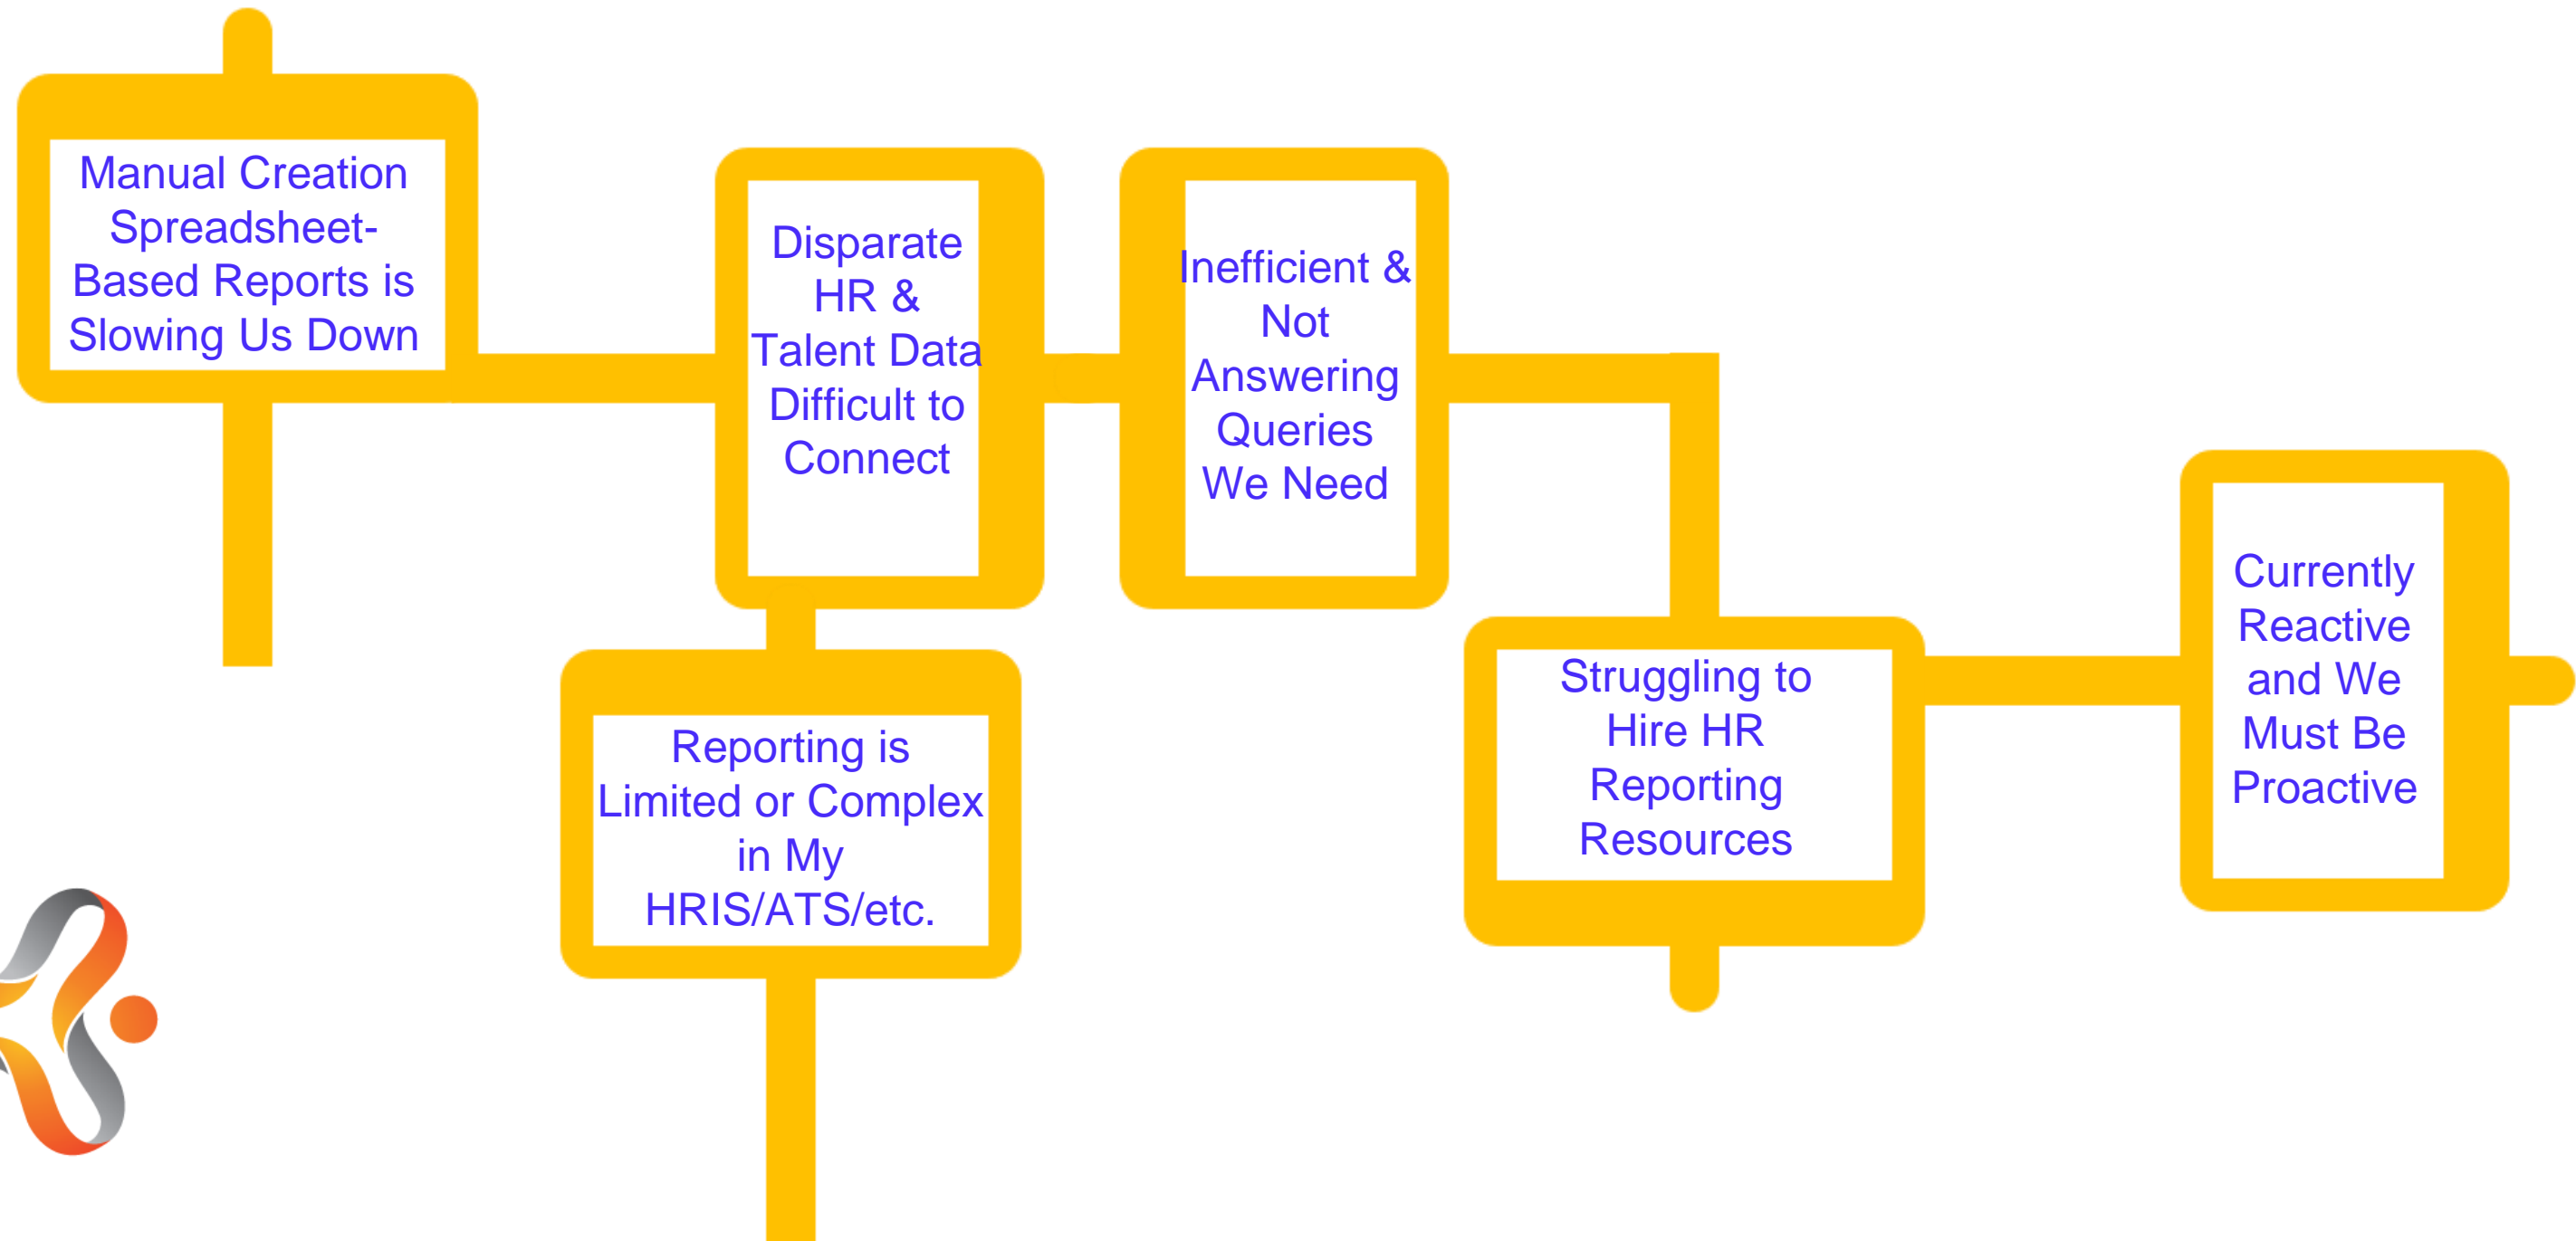 Manual Creation
Spreadsheet-
Based Reports is
Slowing Us Down
Disparate
HR &
Talent Data
Difficult to
Connect
Inefficient &
Not
Answering
Queries
We Need
Reporting is
Limited or Complex
in My
HRIS/ATS/etc.
Struggling to
Hire HR
Reporting
Resources
Currently
Reactive
and We
Must Be
Proactive